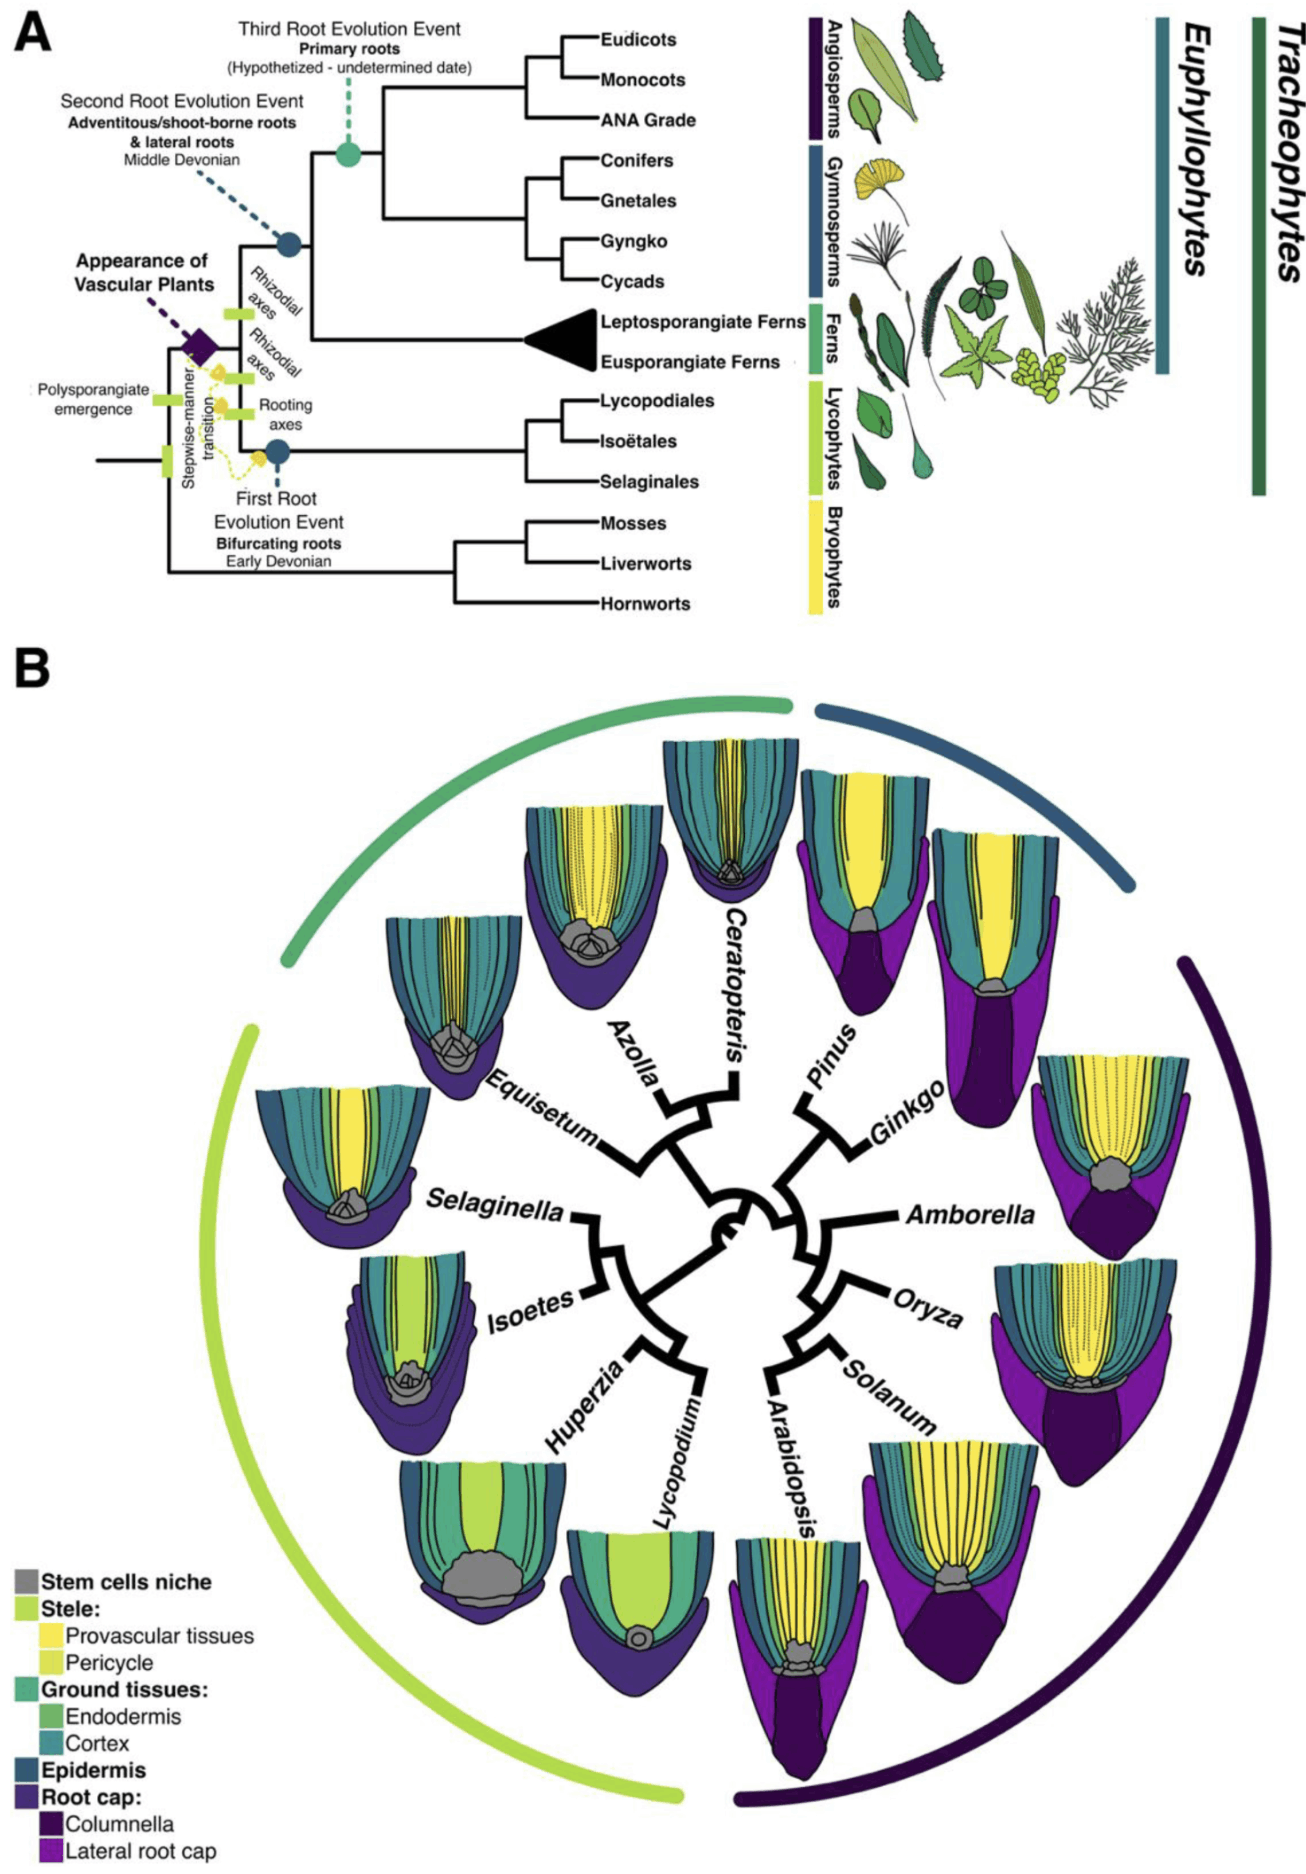 A
Third Root Evolution Event
Primary roots
(Hypothetized - undetermined date)
Second Root Evolution Event
Adventitous/shoot-borne roots
& lateral roots
Middle Devonian
Appearance of
Vascular Plants
Polysporangiate
emergence
Stepwise-manner
transition
Rhizodial
axes
Rhizodial
axes
Rooting
axes
First Root
Evolution Event
Bifurcating roots
Early Devonian
Eudicots
Monocots
ANA Grade
Conifers
Gnetales
Gyngko
Cycads
Leptosporangiate Ferns
Eusporangiate Ferns
Lycopodiales
Isoëtales
Selaginales
Mosses
Liverworts
Hornworts
Angiosperms
Gymnosperms
Ferns
Lycophytes
Bryophytes
Euphyllophytes
Tracheophytes
B
Ceratopteris
Azolla
Equisetum
Selaginella
Isoetes
Huperzia
Lycopodium
Pinus
Ginkgo
Amborella
Oryza
Solanum
Arabidopsis
Stem cells niche
Stele:
Provascular tissues
Pericycle
Ground tissues:
Endodermis
Cortex
Epidermis
Root cap:
Columnella
Lateral root cap